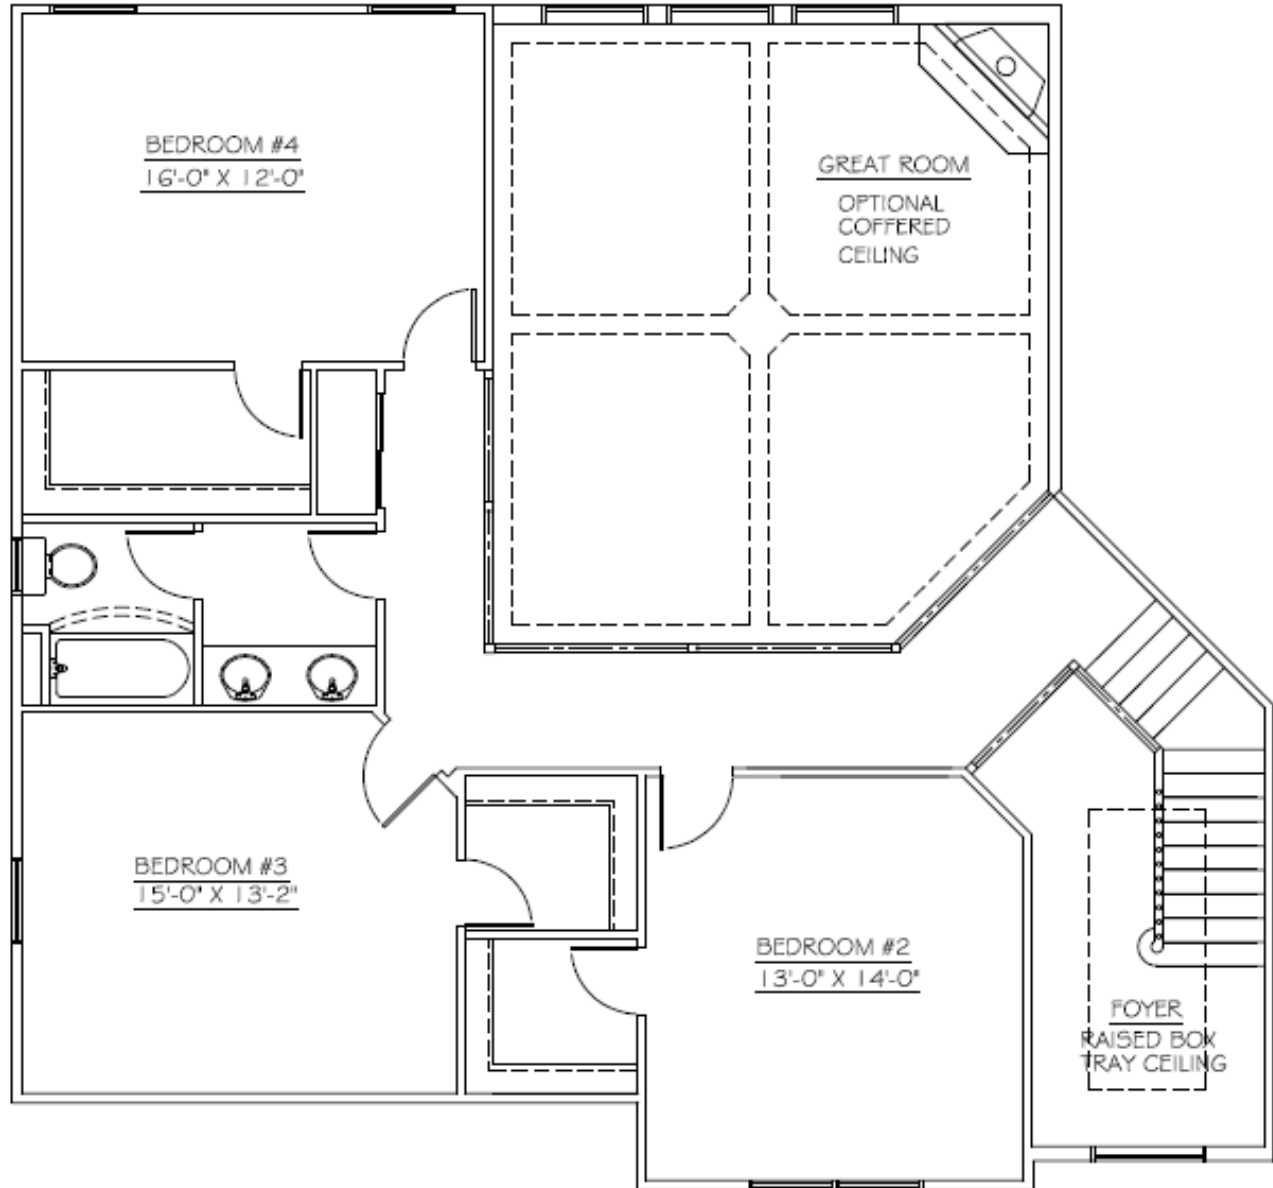 BEDROOM #4
16'-0" X 12'-0"
GREAT ROOM
OPTIONAL
COFFERED
CEILING
BEDROOM #3
15'-0" X 13'-2"
BEDROOM #2
13'-0" X 14'-0"
FOYER
RAISED BOX
TRAY CEILING